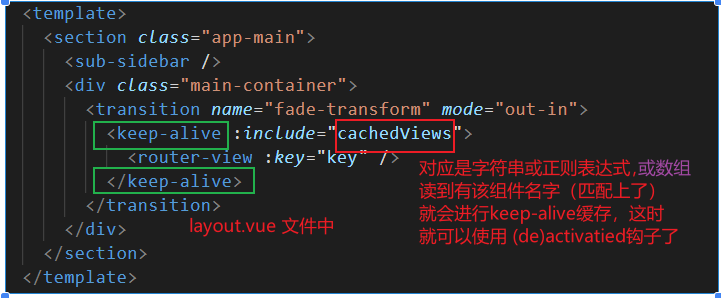 <template>
<section class="app-main">
<sub-sidebar />
<div class="main-container">
<transition name="fade-transform" mode="out-in">
<keep-alive :include="cachedViews">
<router-view :key="key" />
</keep-alive>
</transition>
</div>
</section>
</template>
对应是字符串或正则表达式,或数组
读到有该组件名字（匹配上了）
就会进行keep-alive缓存，这时
就可以使用 (de)activatied钩子了
layout.vue 文件中